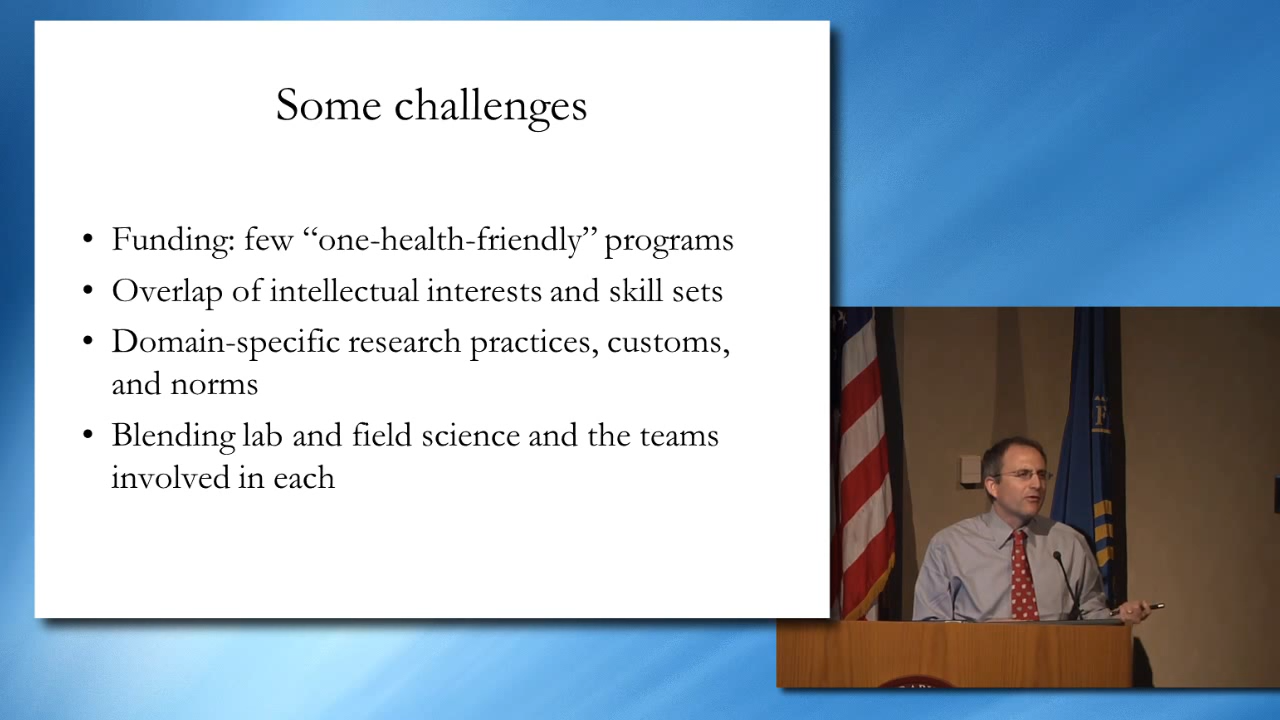 Some challenges
• Funding: few “one-health-friendly” programs
• Overlap of intellectual interests and skill sets
• Domain-specific research practices, customs,
and norms
• Blending lab and field science and the teams
involved in each